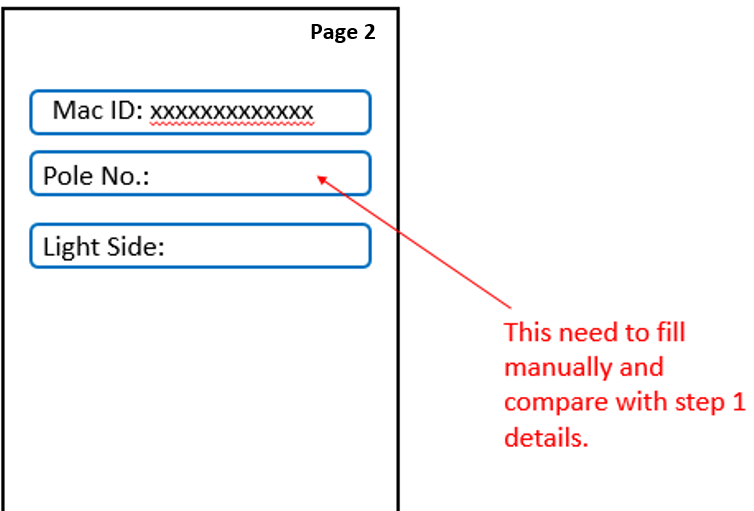 Page 2
Mac ID: xxxxxxxxxxxxx
Pole No.:
Light Side:
This need to fill
manually and
compare with step 1
details.